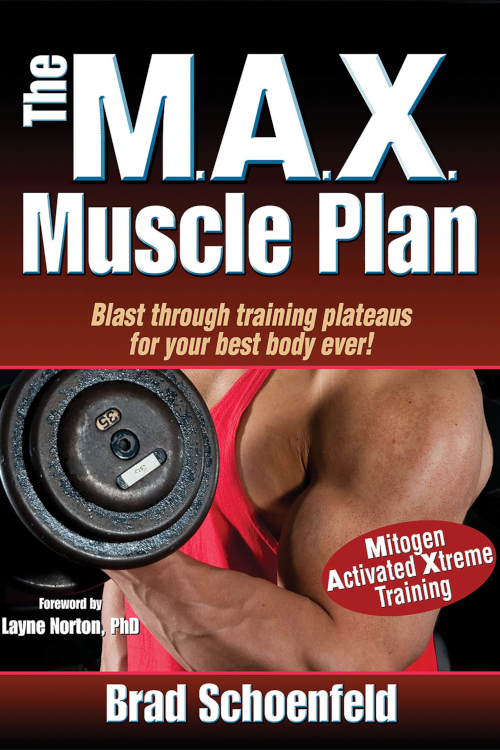 The
M.A.X.
Muscle Plan
Blast through training plateaus
for your best body ever!
35
Mitogen
Activated Xtreme
Training
Foreword by
Layne Norton, PhD
Brad Schoenfeld